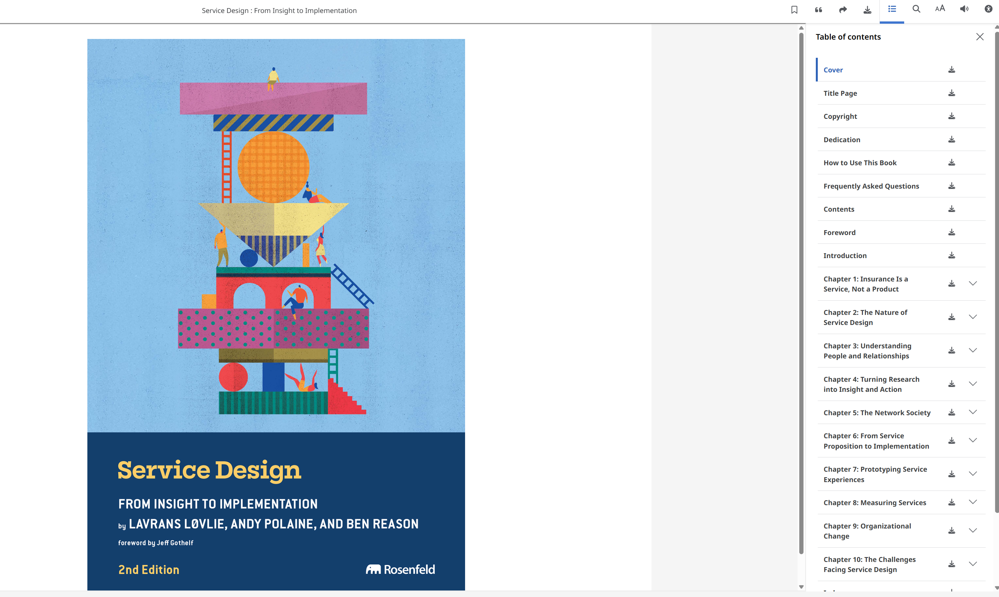 Service Design : From Insight to Implementation
Service Design
FROM INSIGHT TO IMPLEMENTATION
by LAVRANS LØVLIE, ANDY POLAINE, AND BEN REASON
foreword by Jeff Gothelf
2nd Edition
Rosenfeld
Table of contents
Cover
Title Page
Copyright
Dedication
How to Use This Book
Frequently Asked Questions
Contents
Foreword
Introduction
Chapter 1: Insurance Is a
Service, Not a Product
Chapter 2: The Nature of
Service Design
Chapter 3: Understanding
People and Relationships
Chapter 4: Turning Research
into Insight and Action
Chapter 5: The Network Society
Chapter 6: From Service
Proposition to Implementation
Chapter 7: Prototyping Service
Experiences
Chapter 8: Measuring Services
Chapter 9: Organizational
Change
Chapter 10: The Challenges
Facing Service Design